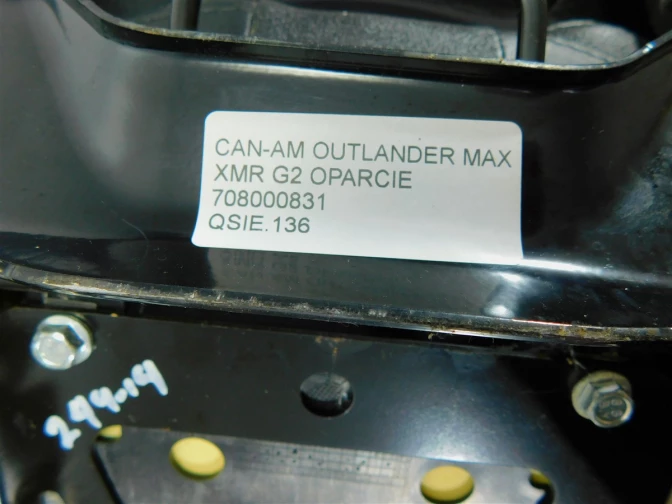 CAN-AM OUTLANDER MAX
XMR G2 OPARCIE
708000831
QSIE.136